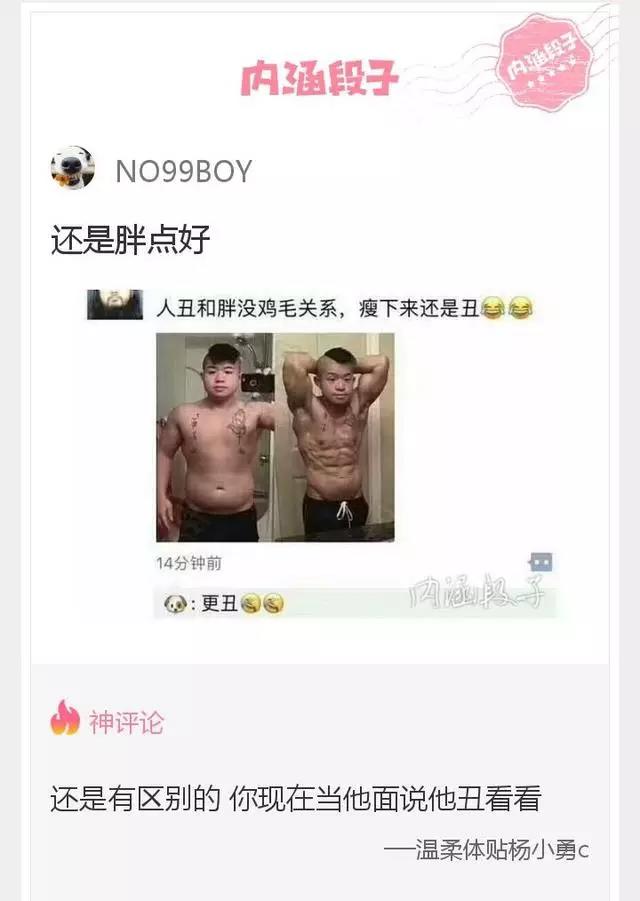 内涵段子
内涵段子
NO99BOY
还是胖点好
人丑和胖没鸡毛关系，瘦下来还是丑😂😂
14分钟前
: 更丑
内涵段子
神评论
还是有区别的 你现在当他面说他丑看看
──温柔体贴杨小勇c